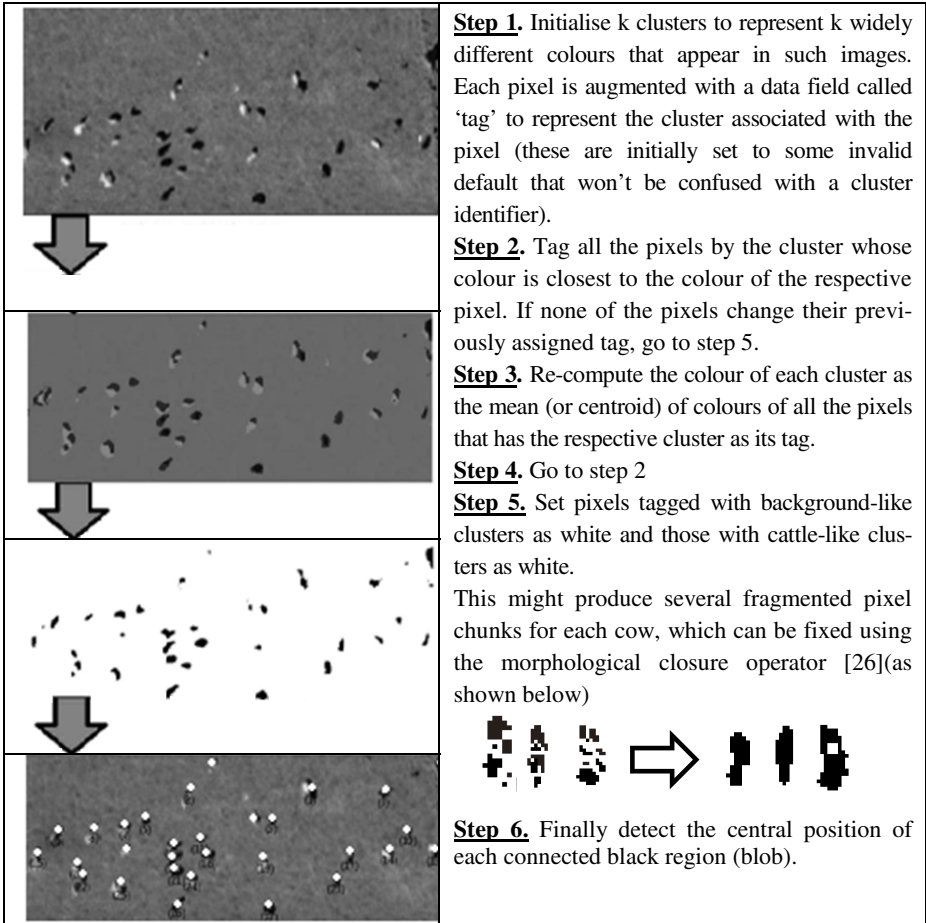 Step 1. Initialise k clusters to represent k widely
different colours that appear in such images.
Each pixel is augmented with a data field called
‘tag’ to represent the cluster associated with the
pixel (these are initially set to some invalid
default that won’t be confused with a cluster
identifier).
Step 2. Tag all the pixels by the cluster whose
colour is closest to the colour of the respective
pixel. If none of the pixels change their previ-
ously assigned tag, go to step 5.
Step 3. Re-compute the colour of each cluster as
the mean (or centroid) of colours of all the pixels
that has the respective cluster as its tag.
Step 4. Go to step 2
Step 5. Set pixels tagged with background-like
clusters as white and those with cattle-like clus-
ters as white.
This might produce several fragmented pixel
chunks for each cow, which can be fixed using
the morphological closure operator [26](as
shown below)
Step 6. Finally detect the central position of
each connected black region (blob).